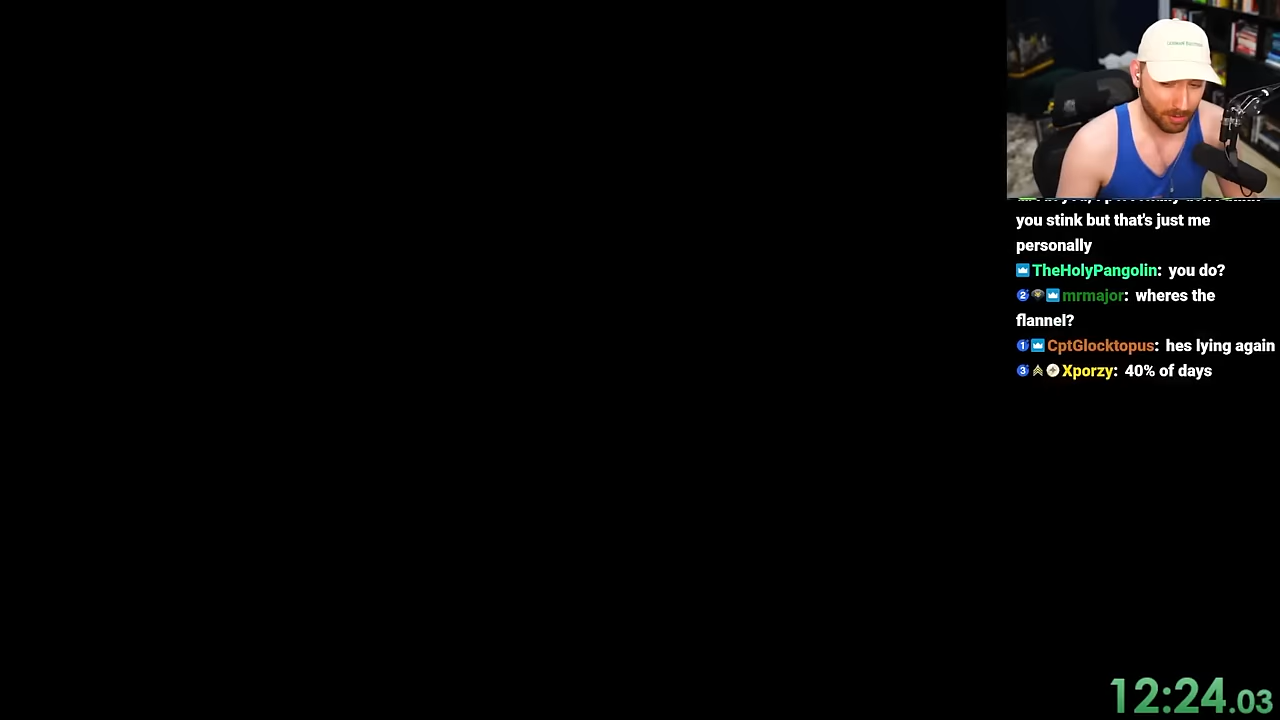 you stink but that's just me
personally
TheHolyPangolin: you do?
mrmajor: wheres the
flannel?
CptGlocktopus: hes lying again
Xporzy: 40% of days
12:24.03